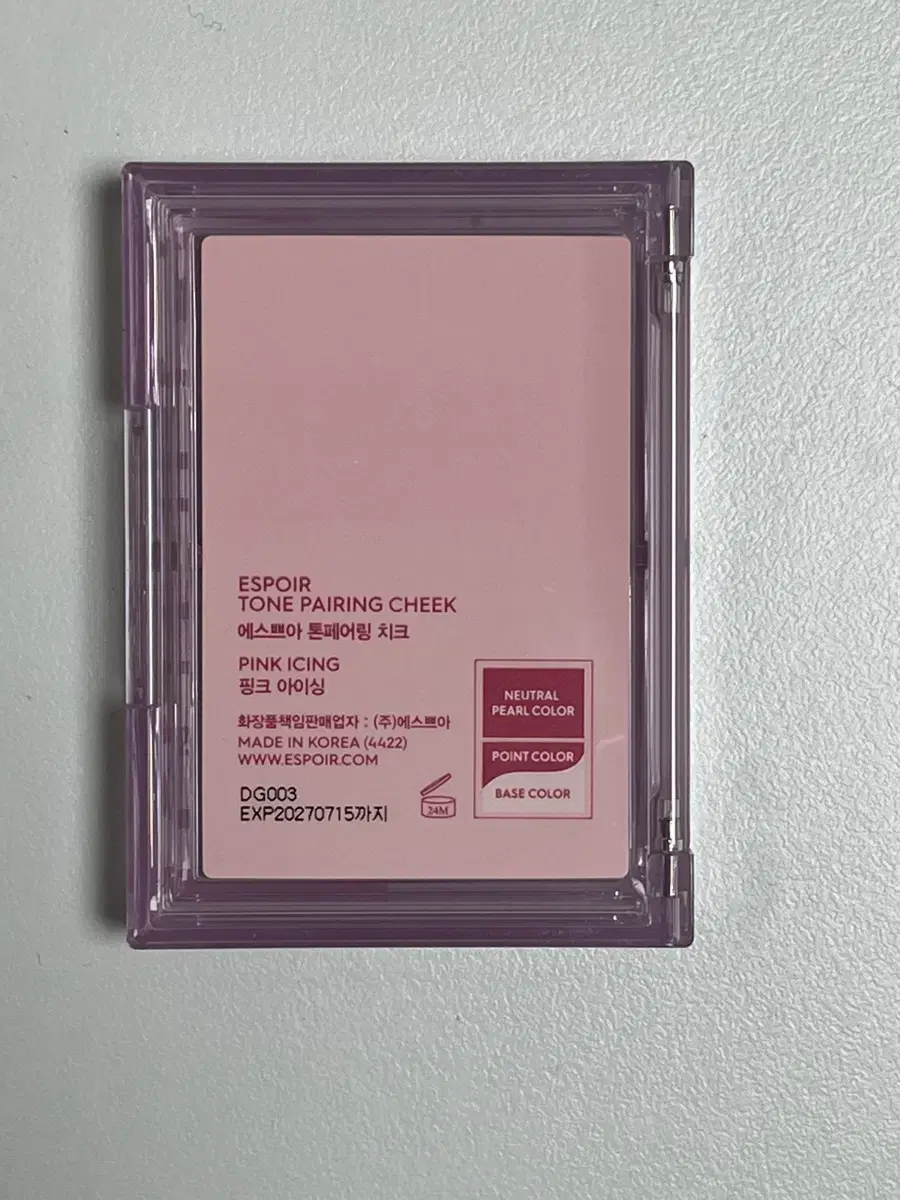 ESPOIR
TONE PAIRING CHEEK
에스쁘아 톤페어링 치크
PINK ICING
핑크 아이싱
화장품책임판매업자 : (주)에스쁘아
MADE IN KOREA (4422)
WWW.ESPOIR.COM
DG003
EXP20270715까지
24M
NEUTRAL
PEARL COLOR
POINT COLOR
BASE COLOR